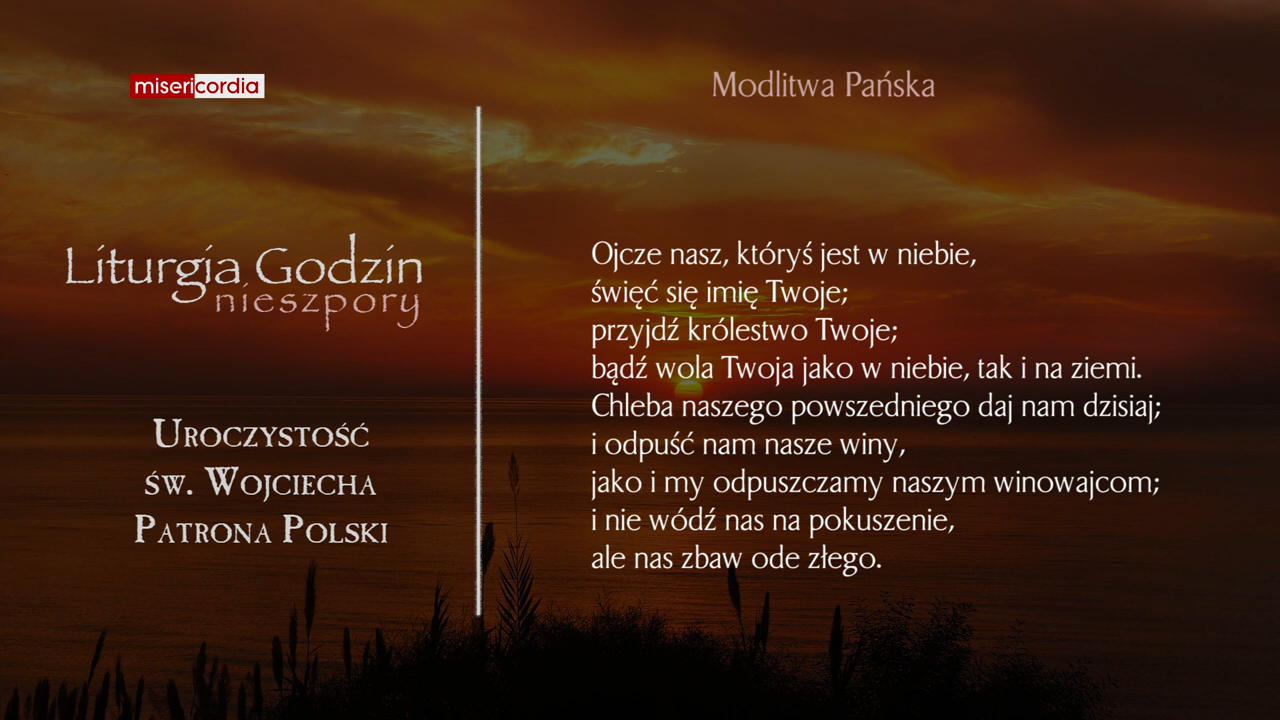 misericordia
Liturgia Godzin
nieszpory
Uroczystość
św. Wojciecha
Patrona Polski
Modlitwa Pańska
Ojcze nasz, któryś jest w niebie,
święć się imię Twoje;
przyjdź królestwo Twoje;
bądź wola Twoja jako w niebie, tak i na ziemi.
Chleba naszego powszedniego daj nam dzisiaj;
i odpuść nam nasze winy,
jako i my odpuszczamy naszym winowajcom;
i nie wódź nas na pokuszenie,
ale nas zbaw ode złego.